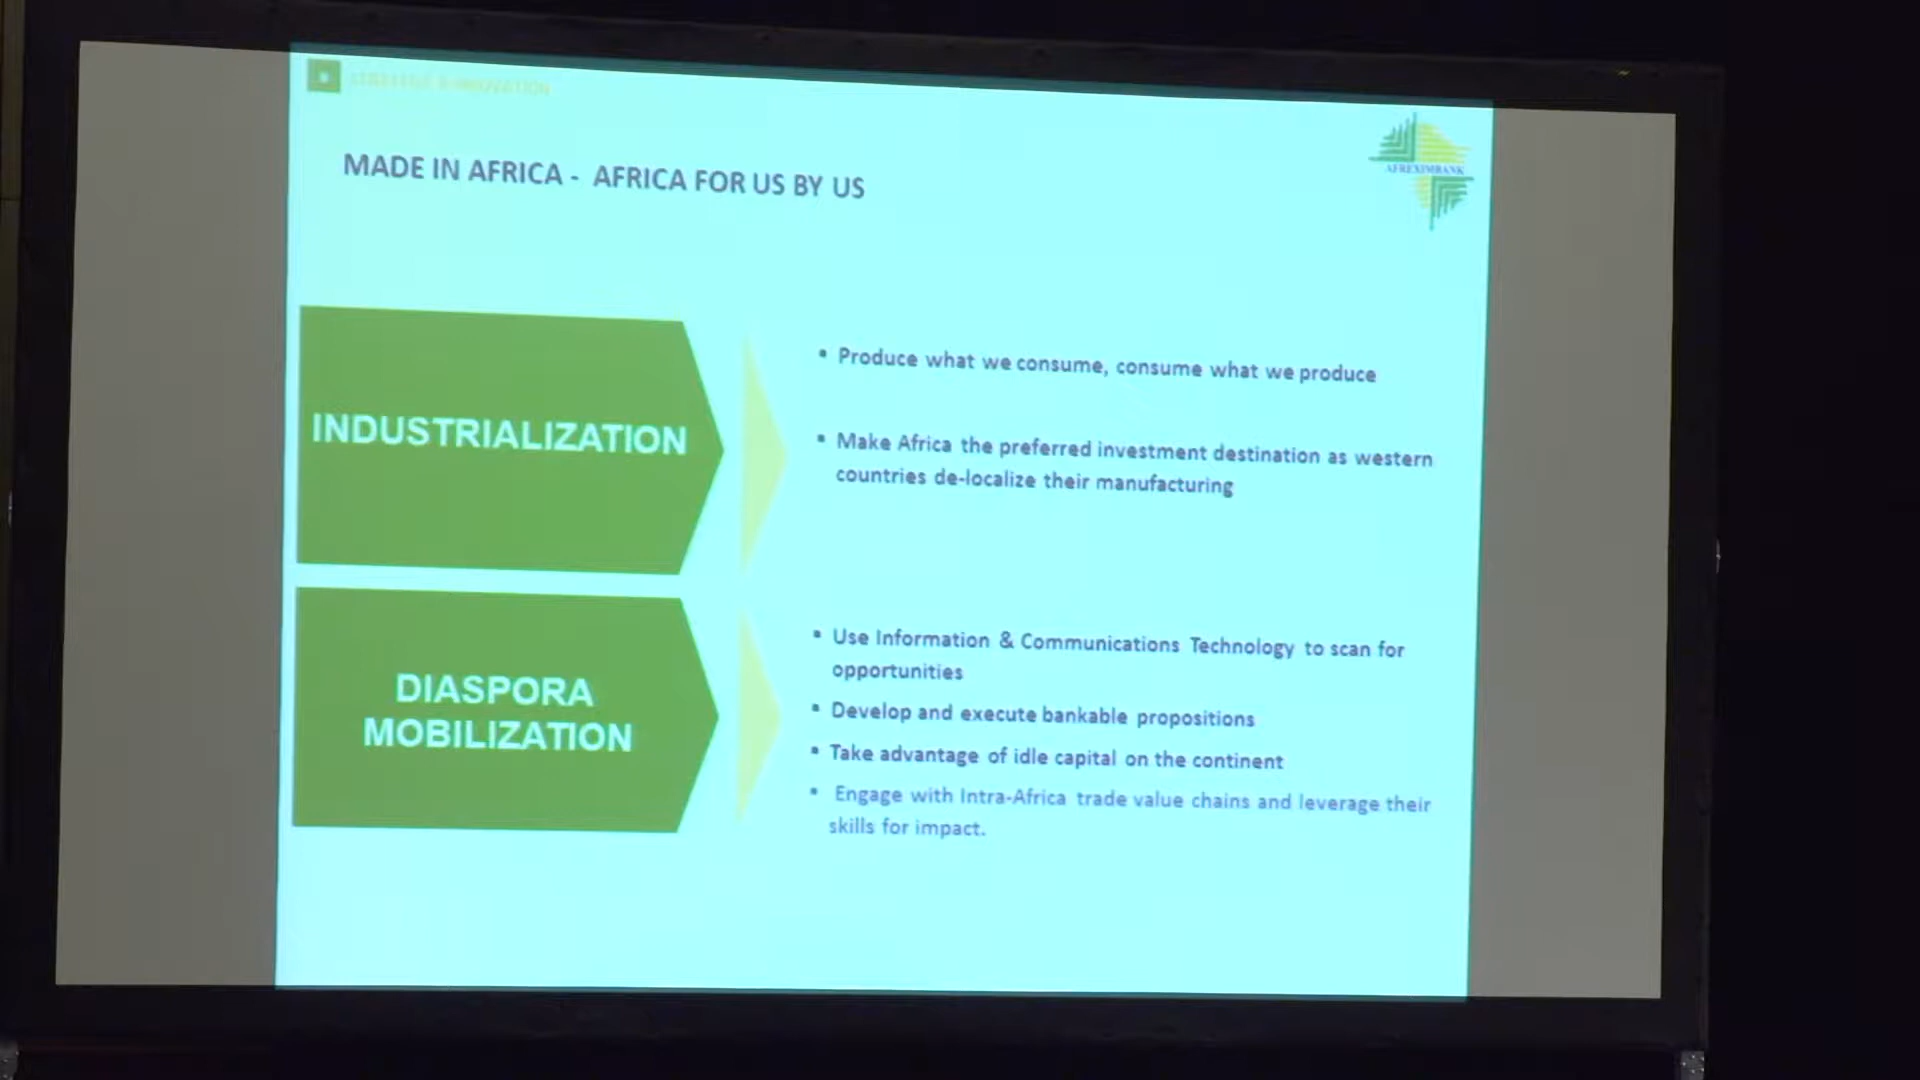 MADE IN AFRICA - AFRICA FOR US BY US
AFREXIMBANK
INDUSTRIALIZATION
▪ Produce what we consume, consume what we produce
▪ Make Africa the preferred investment destination as western
countries de-localize their manufacturing
DIASPORA
MOBILIZATION
▪ Use Information & Communications Technology to scan for
opportunities
▪ Develop and execute bankable propositions
▪ Take advantage of idle capital on the continent
▪ Engage with Intra-Africa trade value chains and leverage their
skills for impact.